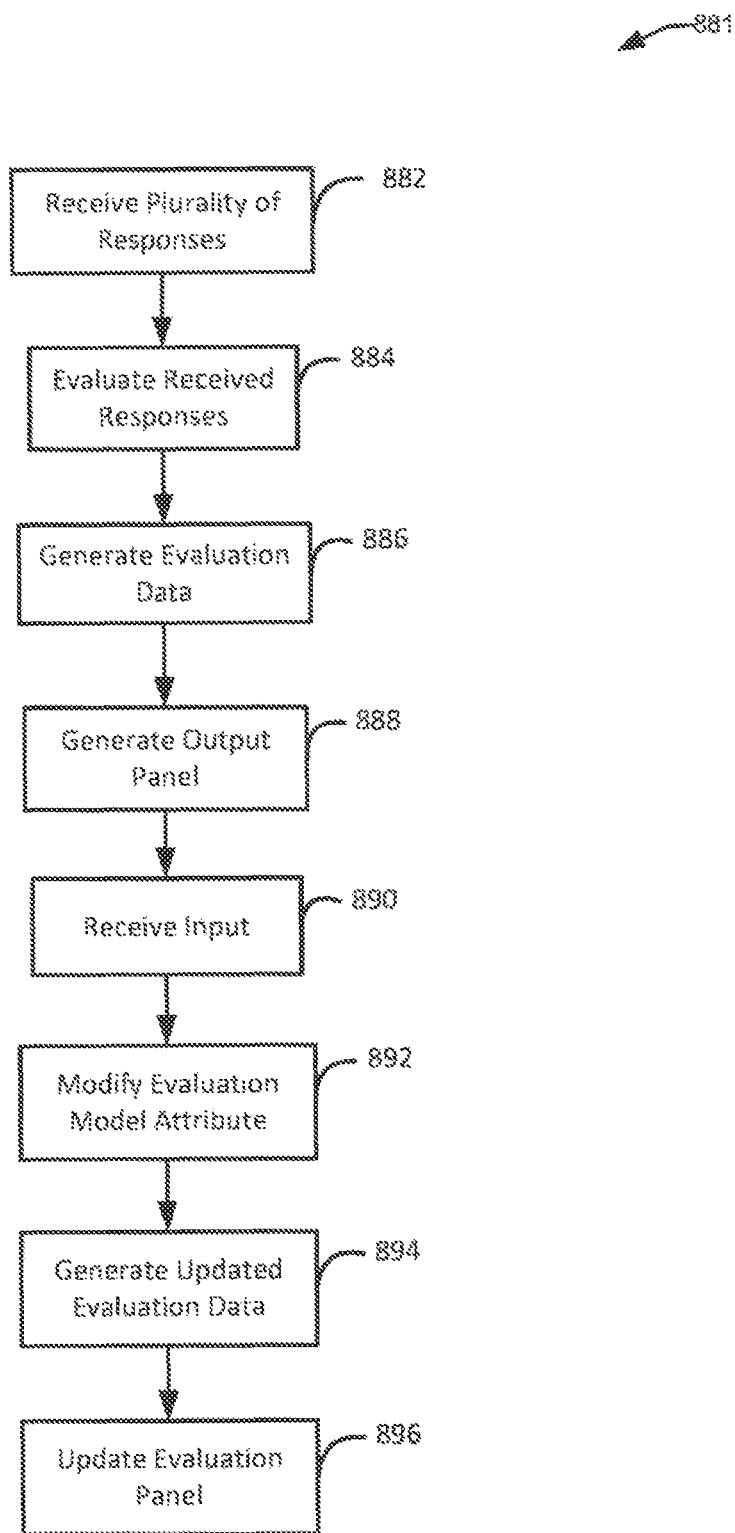 881
882
Receive Plurality of
Responses
884
Evaluate Received
Responses
886
Generate Evaluation
Data
888
Generate Output
Panel
890
Receive Input
892
Modify Evaluation
Model Attribute
894
Generate Updated
Evaluation Data
896
Update Evaluation
Panel